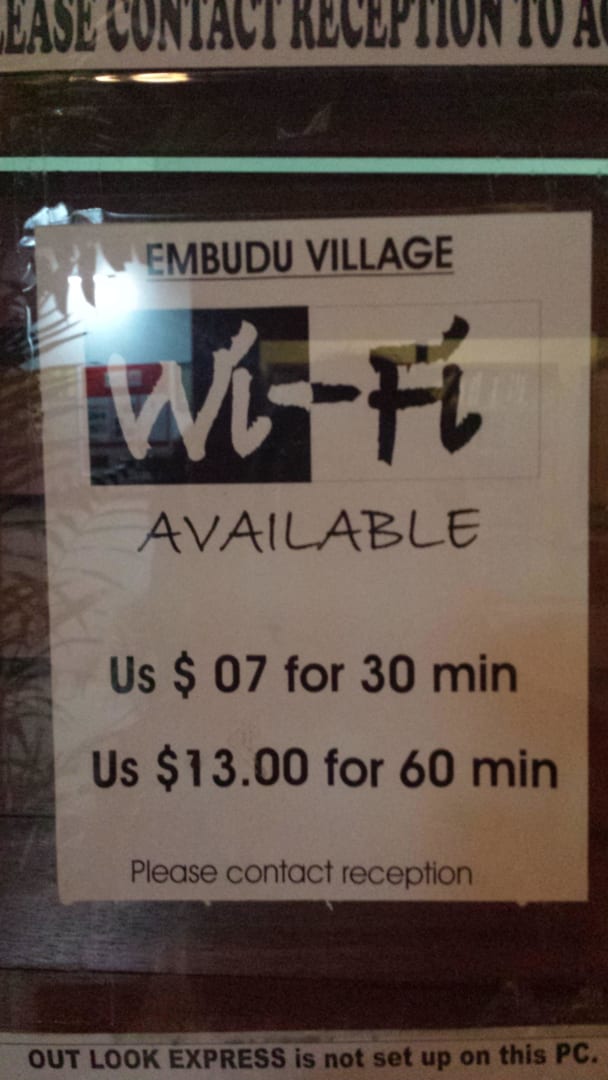 CONTACT RECEPTION TO
EMBUDU VILLAGE
Wi-Fi
AVAILABLE
Us $ 07 for 30 min
Us $13.00 for 60 min
Please contact reception
OUT LOOK EXPRESS is not set up on this PC.